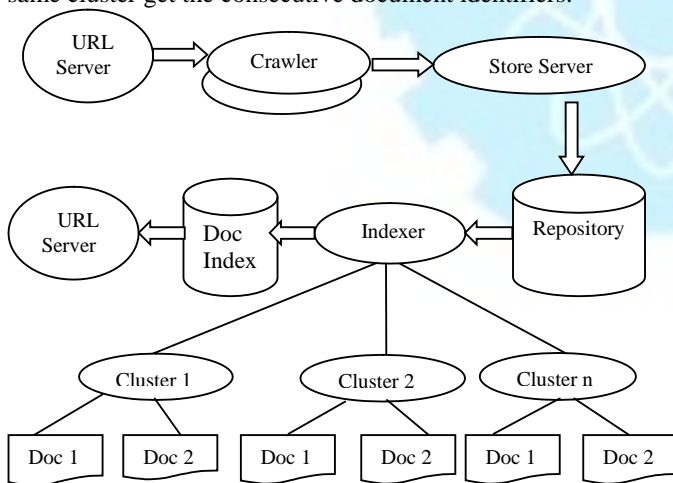 same cluster get the consecutive document identifiers.
URL
Server
Crawler
Store Server
URL
Server
Doc
Index
Indexer
Repository
Cluster 1
Cluster 2
Cluster n
Doc 1
Doc 2
Doc 1
Doc 2
Doc 1
Doc 2